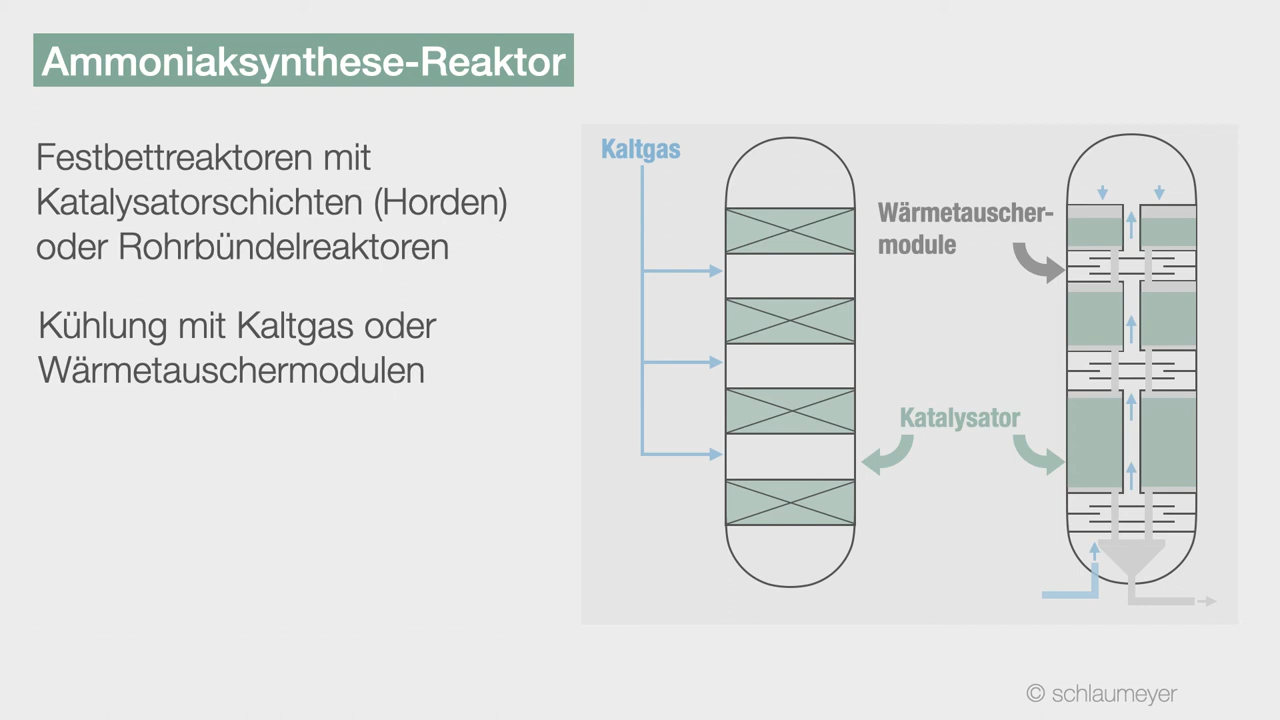 Ammoniaksynthese-Reaktor
Festbettreaktoren mit
Katalysatorschichten (Horden)
oder Rohrbündelreaktoren
Kühlung mit Kaltgas oder
Wärmetauschermodulen
Kaltgas
Wärmetauscher-
module
Katalysator
© schlaumeyer